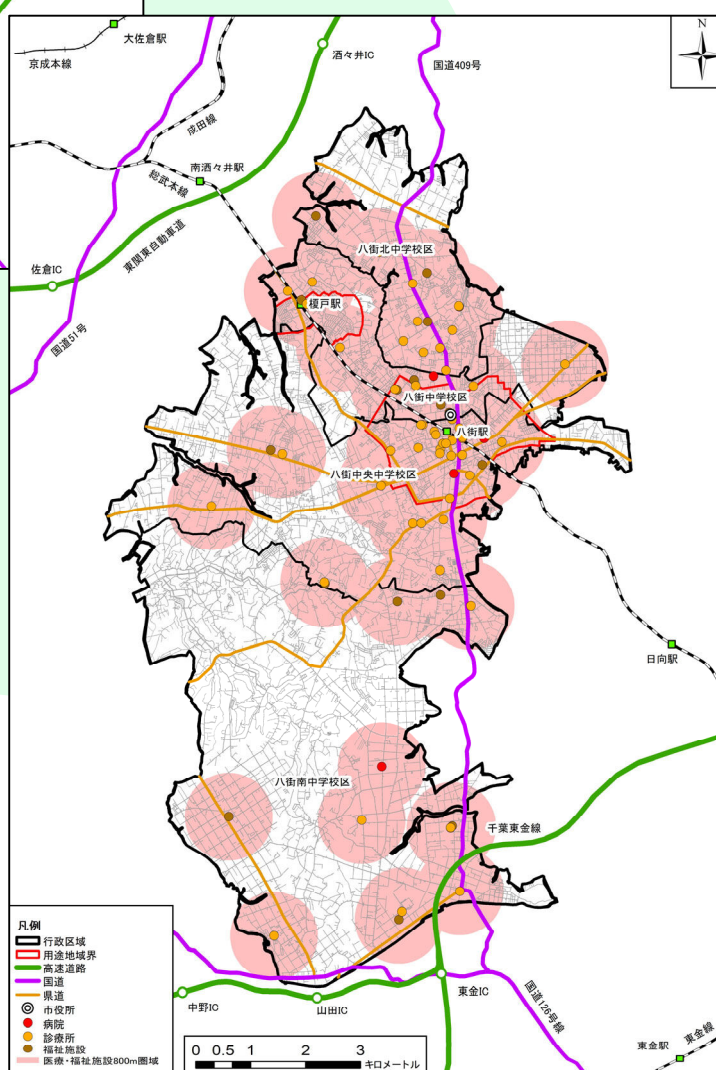 大佐倉駅
京成本線
酒々井IC
国道409号
N
成田線
南酒々井駅
総武本線
東関東自動車道
佐倉IC
国道51号
八街北中学校区
榎戸駅
八街中学校区
八街駅
八街中央中学校区
日向駅
八街南中学校区
千葉東金線
凡例
行政区域
用途地域界
高速道路
国道
県道
市役所
病院
診療所
福祉施設
医療・福祉施設800m圏域
中野IC
山田IC
東金IC
国道126号線
東金駅
東金線
0 0.5 1 2 3
キロメートル